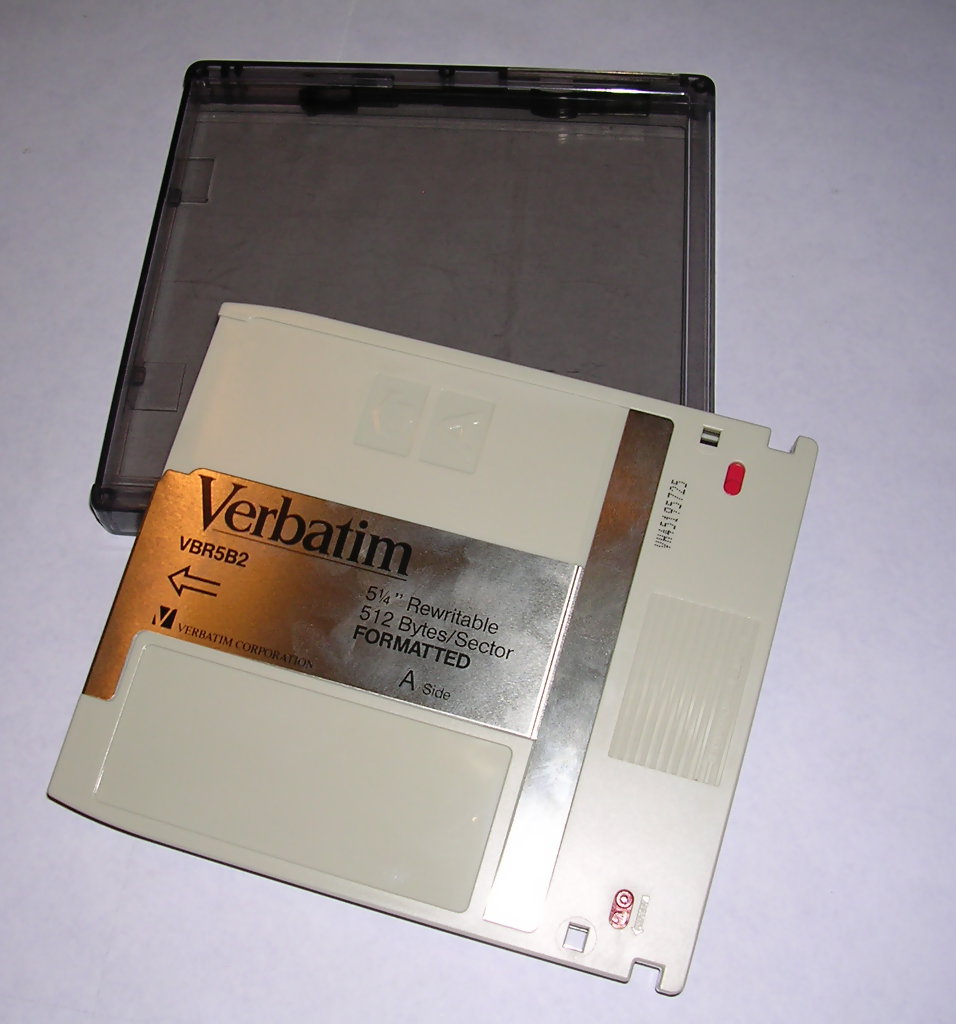 Verbatim
VBR5B2
5¼" Rewritable
512 Bytes/Sector
FORMATTED
VERBATIM CORPORATION
A Side